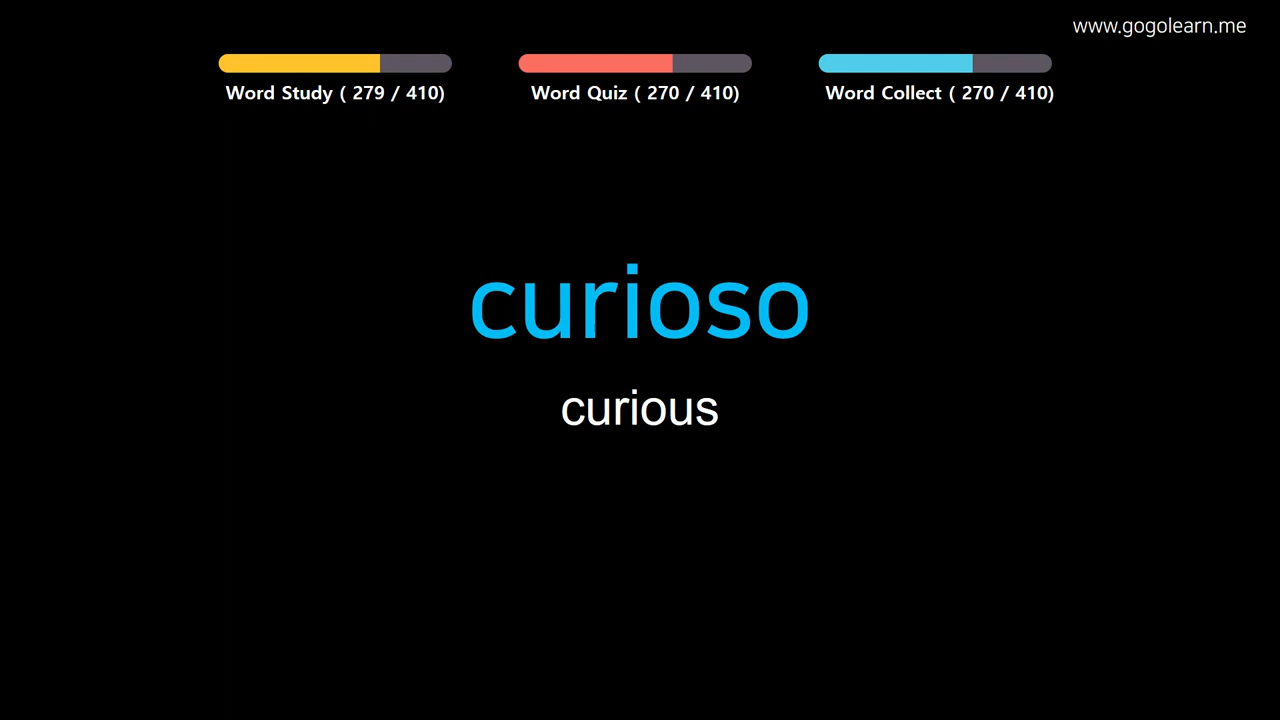 www.gogolearn.me
Word Study ( 279 / 410)
Word Quiz ( 270 / 410)
Word Collect ( 270 / 410)
curioso
curious